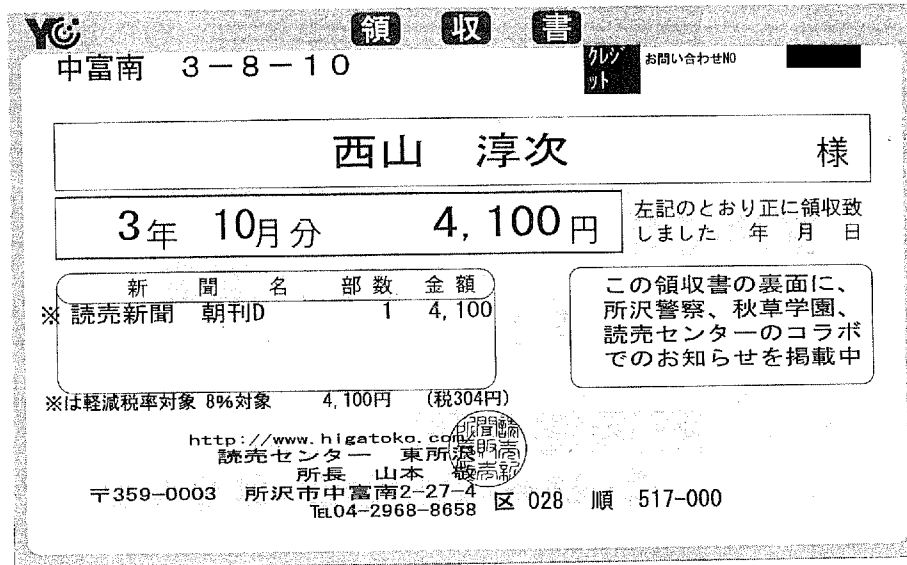 YC 領収書
中富南 3-8-10
クレジット お問い合わせNO
西山 淳次 様
3年 10月分 4,100円
左記のとおり正に領収致
しました 年 月 日
新聞名 部数 金額
※ 読売新聞 朝刊D 1 4,100
この領収書の裏面に、
所沢警察、秋草学園、
読売センターのコラボ
でのお知らせを掲載中
※は軽減税率対象 8%対象 4,100円 (税304円)
http://www.higatoko.com/
読売センター 東所沢
所長 山本
〒359-0003 所沢市中富南2-27-4
TEL04-2968-8658
区 028 順 517-000